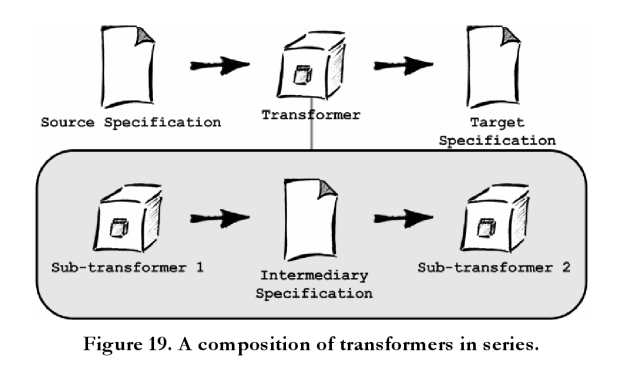 Source Specification
Transformer
Target
Specification
Sub-transformer 1
Intermediary
Specification
Sub-transformer 2
Figure 19. A composition of transformers in series.